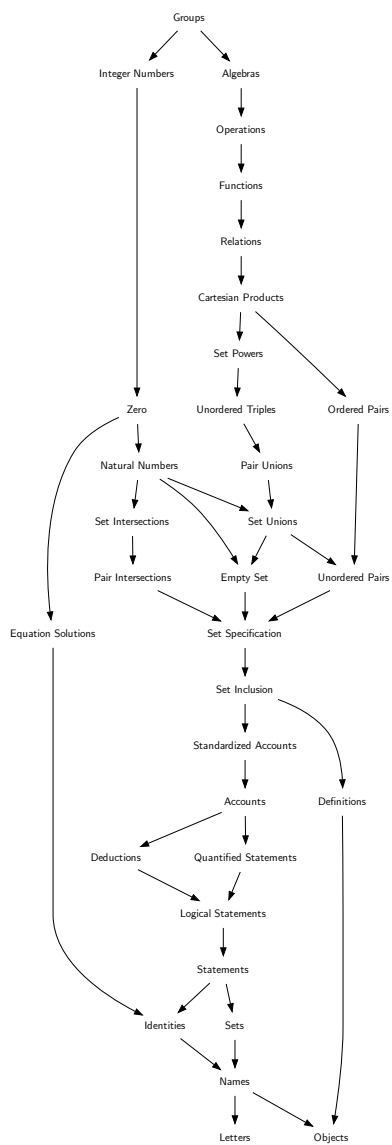 Groups
Integer Numbers
Algebras
Operations
Functions
Relations
Cartesian Products
Set Powers
Zero
Unordered Triples
Ordered Pairs
Natural Numbers
Pair Unions
Set Intersections
Set Unions
Pair Intersections
Empty Set
Unordered Pairs
Equation Solutions
Set Specification
Set Inclusion
Standardized Accounts
Accounts
Definitions
Deductions
Quantified Statements
Logical Statements
Statements
Identities
Sets
Names
Letters
Objects